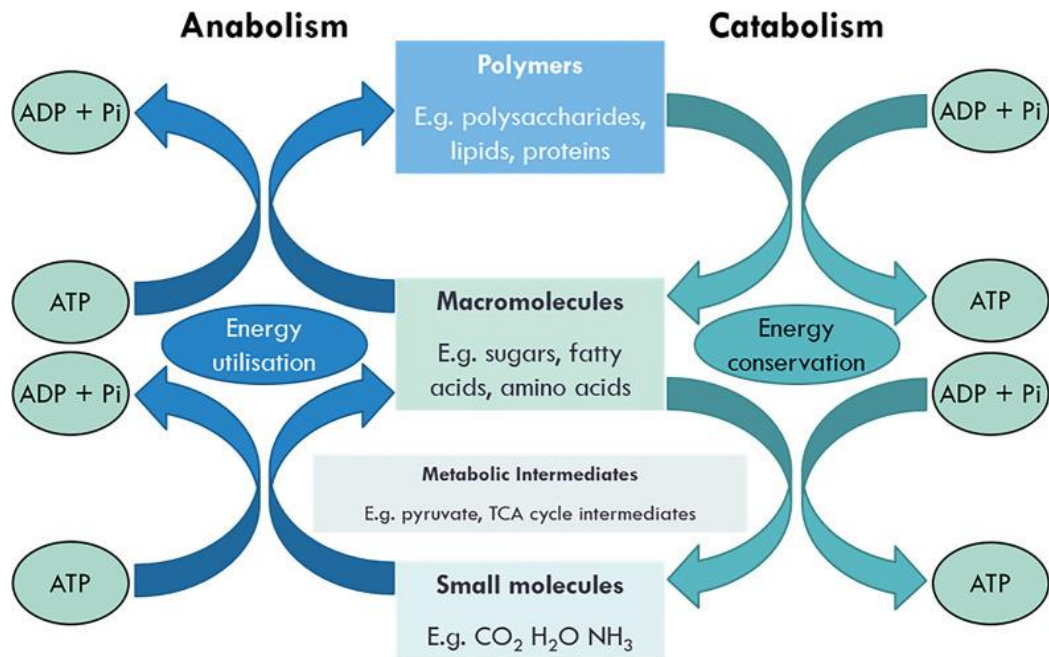 Anabolism
Catabolism
Polymers
E.g. polysaccharides,
lipids, proteins
ADP + Pi
ADP + Pi
ATP
Macromolecules
E.g. sugars, fatty
acids, amino acids
ATP
Energy
utilisation
Energy
conservation
ADP + Pi
ADP + Pi
Metabolic Intermediates
E.g. pyruvate, TCA cycle intermediates
ATP
Small molecules
E.g. CO₂ H₂O NH₃
ATP